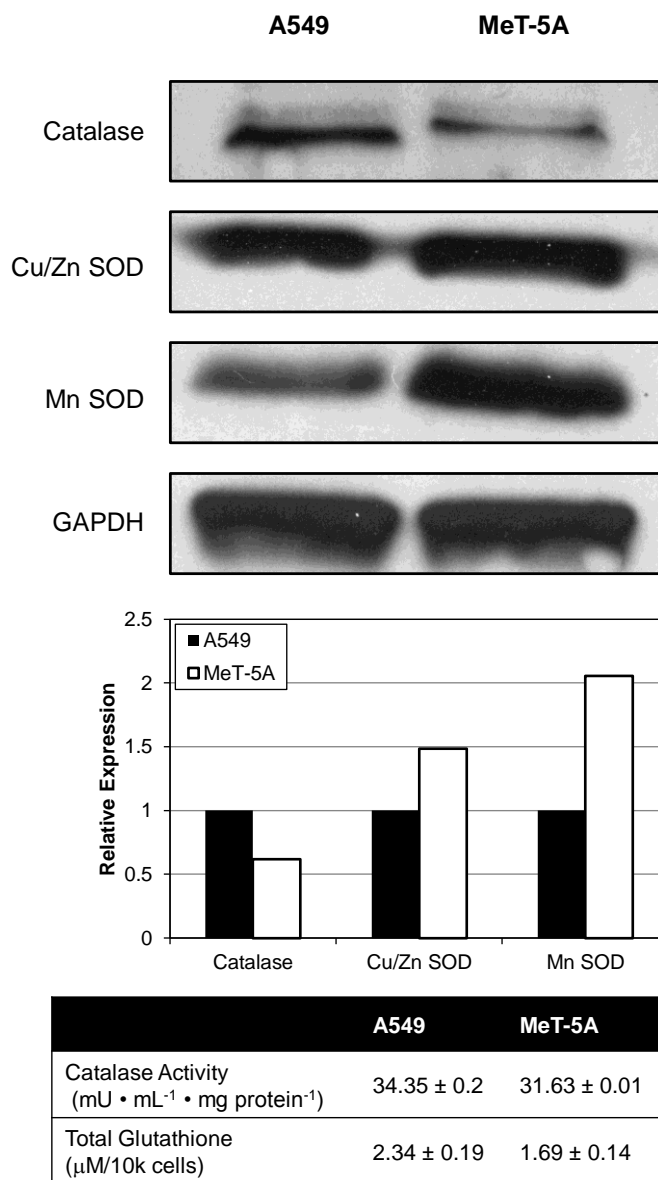 A549 MeT-5A
Catalase
Cu/Zn SOD
Mn SOD
GAPDH
2.5
2
1.5
1
0.5
0
Relative Expression
A549
MeT-5A
Catalase Cu/Zn SOD Mn SOD
A549 MeT-5A
Catalase Activity
(mU • mL⁻¹ • mg protein⁻¹) 34.35 ± 0.2 31.63 ± 0.01
Total Glutathione
(μM/10k cells) 2.34 ± 0.19 1.69 ± 0.14